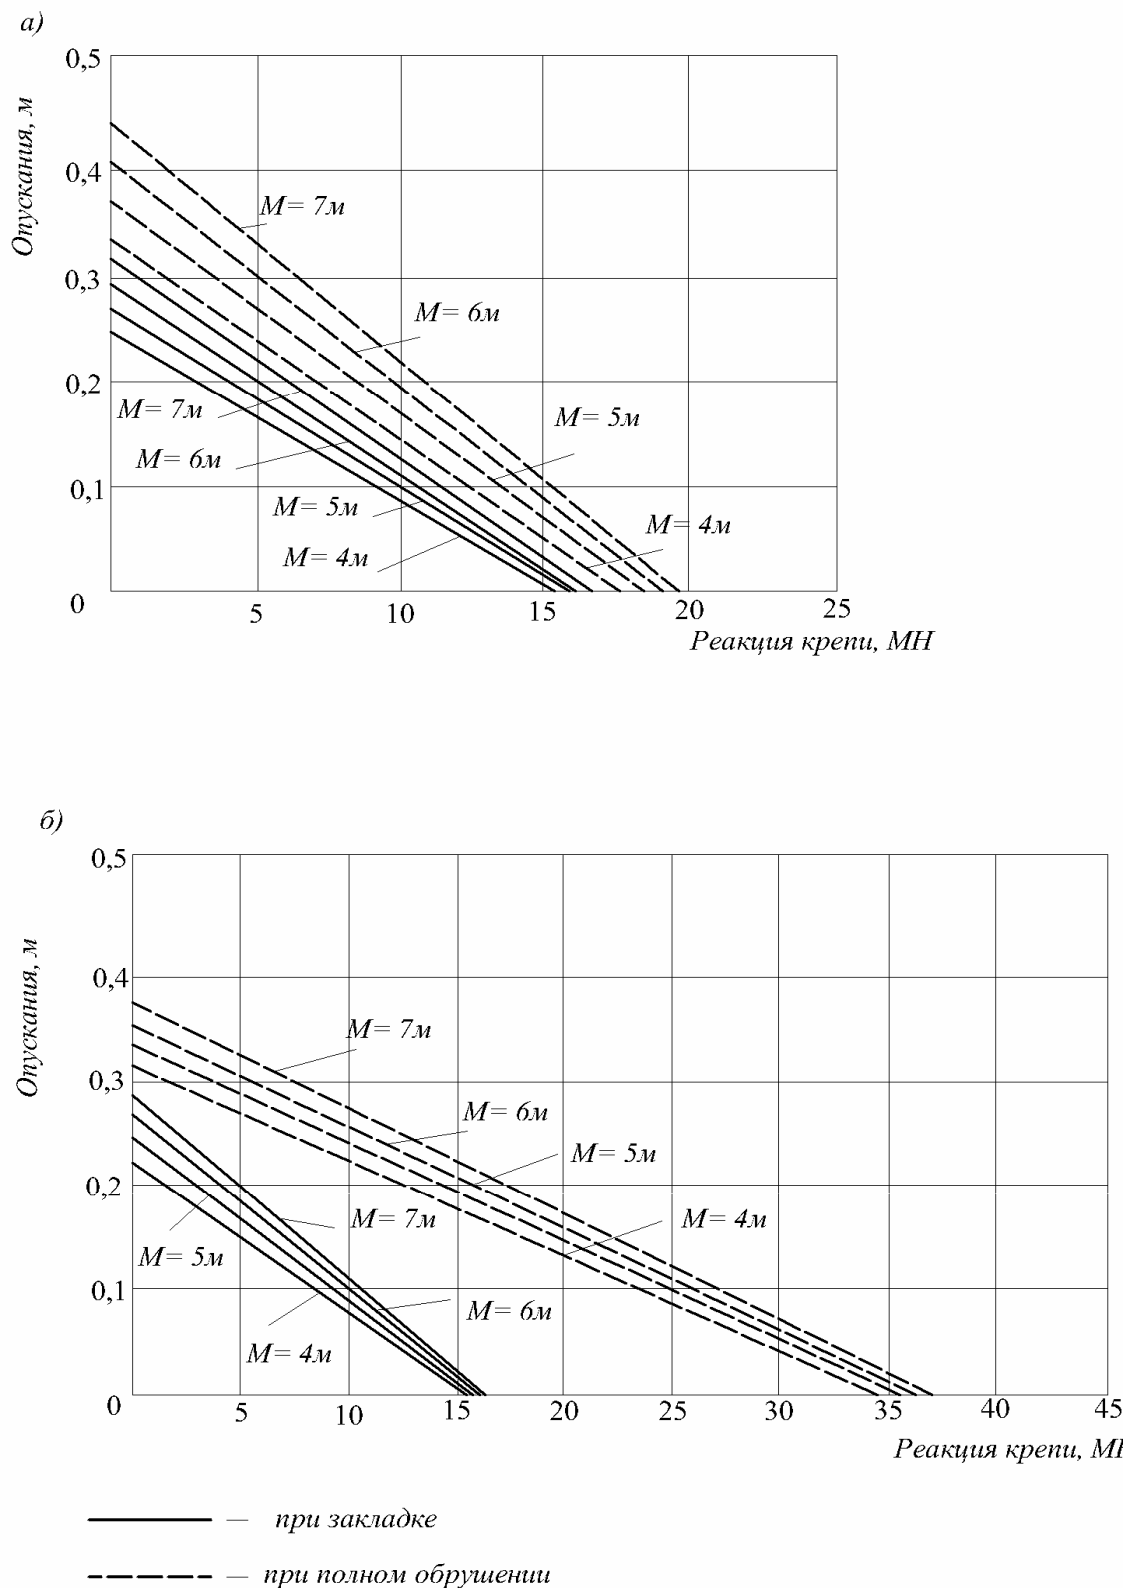 а)
0,5
Опускания, м
0,4
М= 7м
0,3
М= 6м
0,2
М= 7м
М= 5м
М= 6м
0,1
М= 5м
М= 4м
М= 4м
0
5
10
15
20
25
Реакция крепи, МН
б)
0,5
Опускания, м
0,4
М= 7м
0,3
М= 6м
М= 5м
0,2
М= 7м
М= 4м
М= 5м
0,1
М= 6м
М= 4м
0
5
10
15
20
25
30
35
40
45
Реакция крепи, МН
— при закладке
— при полном обрушении